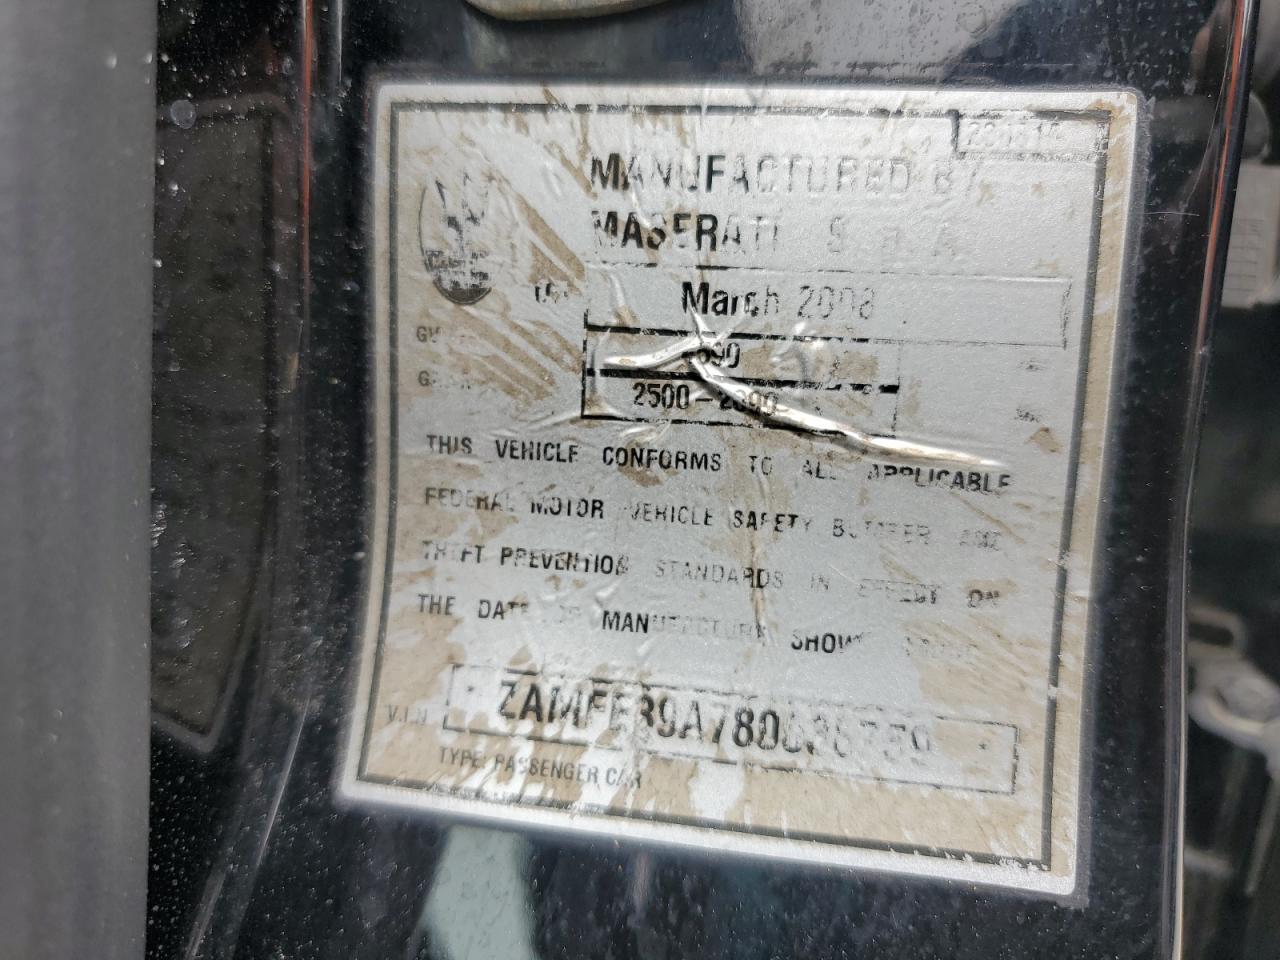 MANUFACTURED BY
MASERATI S.p.A.
March 2008
2500-
THIS VEHICLE CONFORMS TO ALL APPLICABLE
FEDERAL MOTOR VEHICLE SAFETY BUMPER AND
THEFT PREVENTION STANDARDS IN EFFECT ON
THE DATE OF MANUFACTURE SHOWN ABOVE
V.I.N.
TYPE: PASSENGER CAR